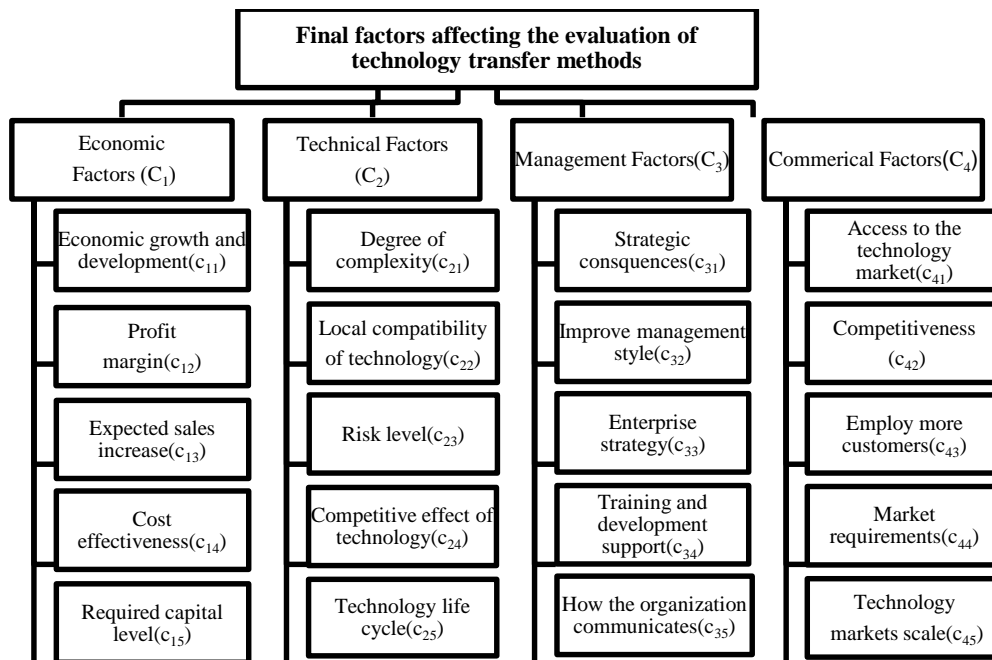 Final factors affecting the evaluation of
technology transfer methods
Economic
Factors (C₁)
Economic growth and
development(c₁₁)
Profit
margin(c₁₂)
Expected sales
increase(c₁₃)
Cost
effectiveness(c₁₄)
Required capital
level(c₁₅)
Technical Factors
(C₂)
Degree of
complexity(c₂₁)
Local compatibility
of technology(c₂₂)
Risk level(c₂₃)
Competitive effect of
technology(c₂₄)
Technology life
cycle(c₂₅)
Management Factors(C₃)
Strategic
consquences(c₃₁)
Improve management
style(c₃₂)
Enterprise
strategy(c₃₃)
Training and
development
support(c₃₄)
How the organization
communicates(c₃₅)
Commerical Factors(C₄)
Access to the
technology
market(c₄₁)
Competitiveness
(c₄₂)
Employ more
customers(c₄₃)
Market
requirements(c₄₄)
Technology
markets scale(c₄₅)